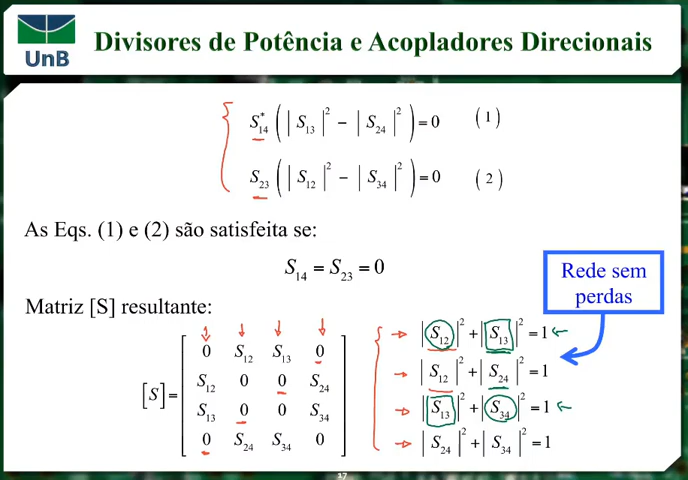 UnB
Divisores de Potência e Acopladores Direcionais
S*₁₄ ( | S₁₃ |² − | S₂₄ |² ) = 0 ( 1 )
S₂₃ ( | S₁₂ |² − | S₃₄ |² ) = 0 ( 2 )
As Eqs. (1) e (2) são satisfeita se:
S₁₄ = S₂₃ = 0
Rede sem
perdas
Matriz [S] resultante:
[S] =
0 S₁₂ S₁₃ 0
S₁₂ 0 0 S₂₄
S₁₃ 0 0 S₃₄
0 S₂₄ S₃₄ 0
| S₁₂ |² + | S₁₃ |² = 1
| S₁₂ |² + | S₂₄ |² = 1
| S₁₃ |² + | S₃₄ |² = 1
| S₂₄ |² + | S₃₄ |² = 1
17